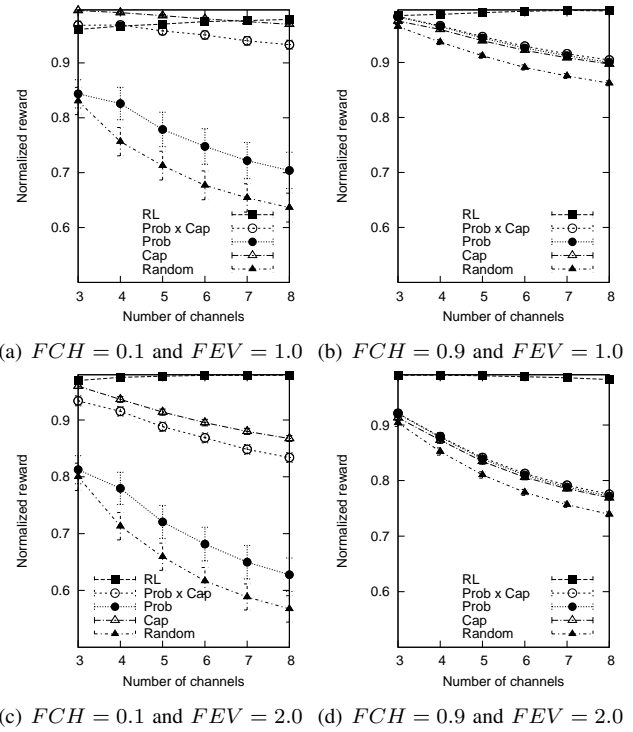 0.9
0.8
0.7
0.6
3 4 5 6 7 8
Normalized reward
Number of channels
RL
Prob x Cap
Prob
Cap
Random
0.9
0.8
0.7
0.6
3 4 5 6 7 8
Normalized reward
Number of channels
RL
Prob x Cap
Prob
Cap
Random
(a) FCH = 0.1 and FEV = 1.0 (b) FCH = 0.9 and FEV = 1.0
0.9
0.8
0.7
0.6
3 4 5 6 7 8
Normalized reward
Number of channels
RL
Prob x Cap
Prob
Cap
Random
0.9
0.8
0.7
0.6
3 4 5 6 7 8
Normalized reward
Number of channels
RL
Prob x Cap
Prob
Cap
Random
(c) FCH = 0.1 and FEV = 2.0 (d) FCH = 0.9 and FEV = 2.0